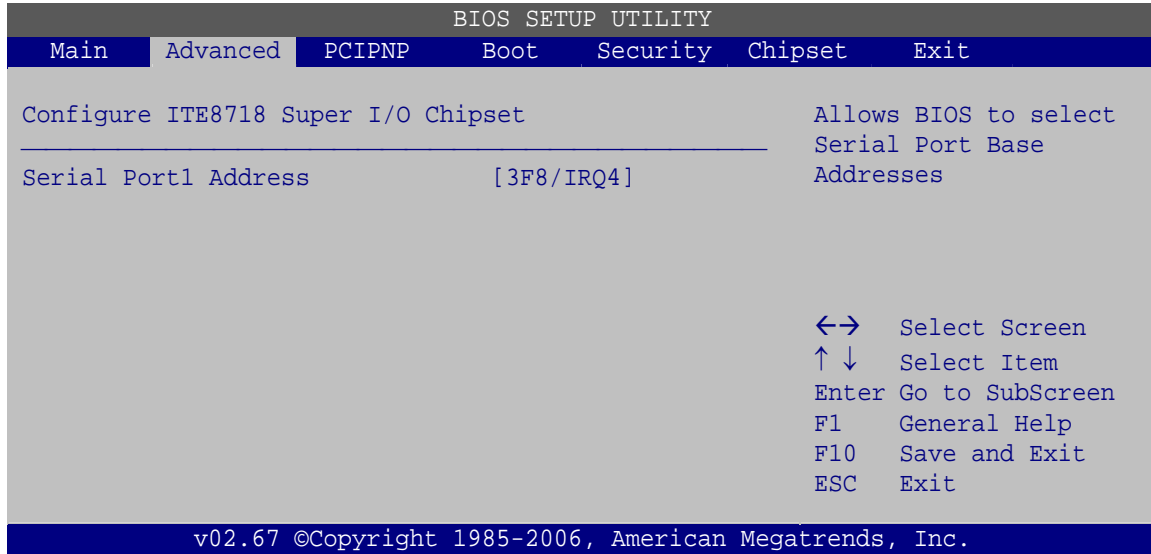 BIOS SETUP UTILITY
Main Advanced PCIPNP Boot Security Chipset Exit
Configure ITE8718 Super I/O Chipset
Serial Port1 Address [3F8/IRQ4]
Allows BIOS to select
Serial Port Base
Addresses
←→ Select Screen
↑ ↓ Select Item
Enter Go to SubScreen
F1 General Help
F10 Save and Exit
ESC Exit
v02.67 ©Copyright 1985-2006, American Megatrends, Inc.